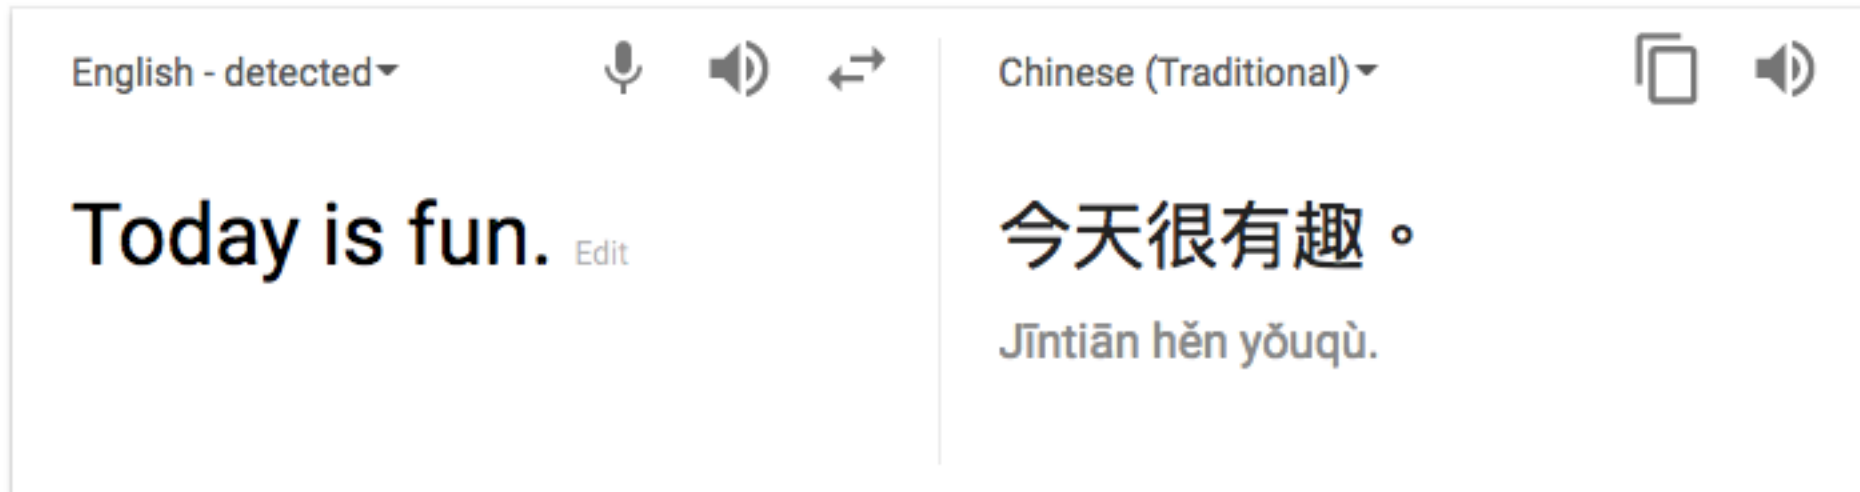 English - detected
Chinese (Traditional)
Today is fun. Edit
今天很有趣。
Jīntiān hěn yǒuqù.